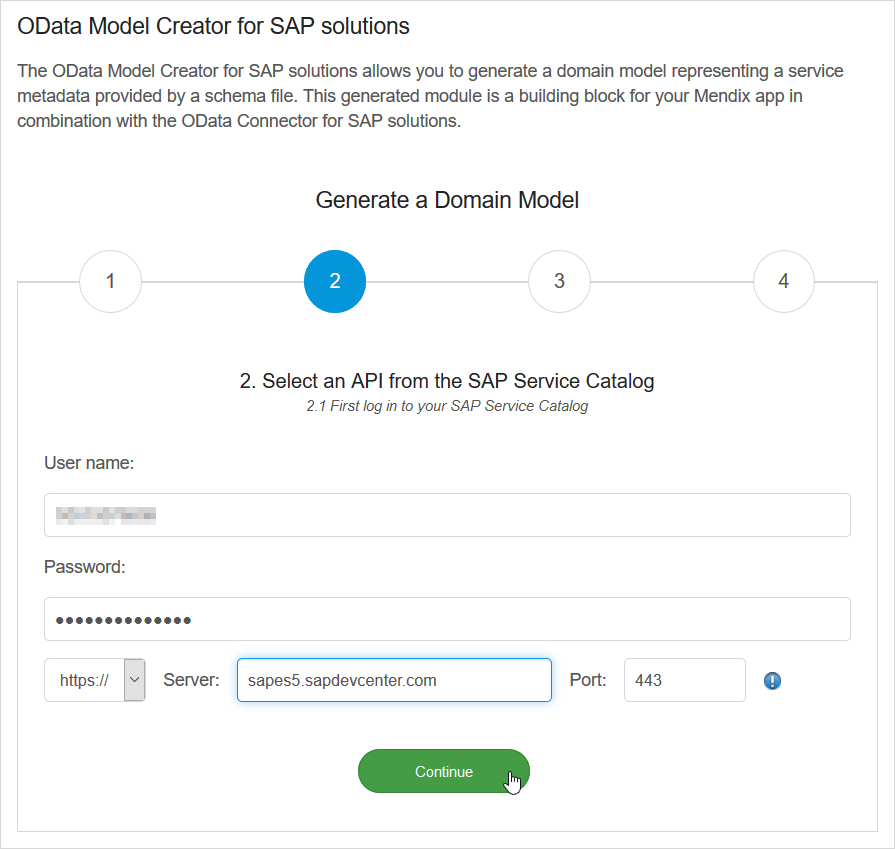 OData Model Creator for SAP solutions
The OData Model Creator for SAP solutions allows you to generate a domain model representing a service
metadata provided by a schema file. This generated module is a building block for your Mendix app in
combination with the OData Connector for SAP solutions.
Generate a Domain Model
1 2 3 4
2. Select an API from the SAP Service Catalog
2.1 First log in to your SAP Service Catalog
User name:
Password:
••••••••••••••
https:// Server: sapes5.sapdevcenter.com Port: 443
Continue